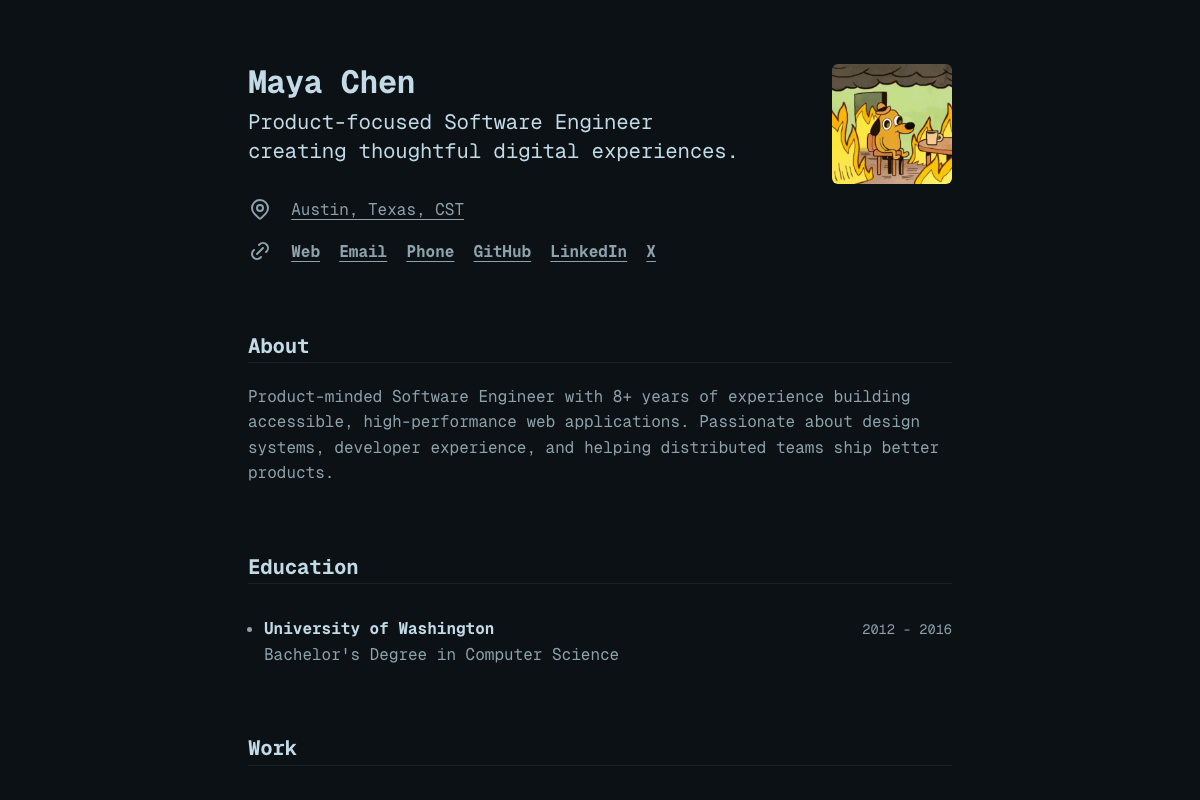 Maya Chen
Product-focused Software Engineer
creating thoughtful digital experiences.
Austin, Texas, CST
Web Email Phone GitHub LinkedIn X
About
Product-minded Software Engineer with 8+ years of experience building
accessible, high-performance web applications. Passionate about design
systems, developer experience, and helping distributed teams ship better
products.
Education
University of Washington 2012 – 2016
Bachelor's Degree in Computer Science
Work